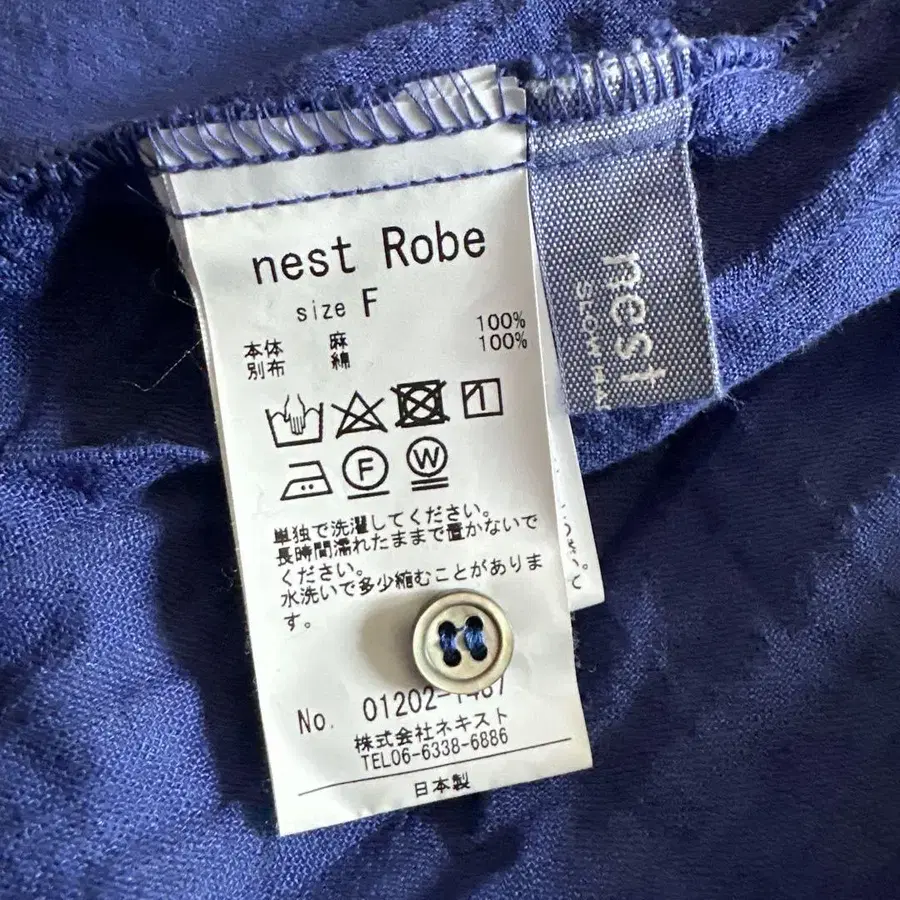 nest Robe
size F
本体 麻 100%
別布 綿 100%
1
F W
単独で洗濯してください。
長時間濡れたままで置かないで
ください。
水洗いで多少縮むことがありま
す。
No. 01202-
株式会社ネキスト
TEL06-6338-6886
日本製
nest
SLOW